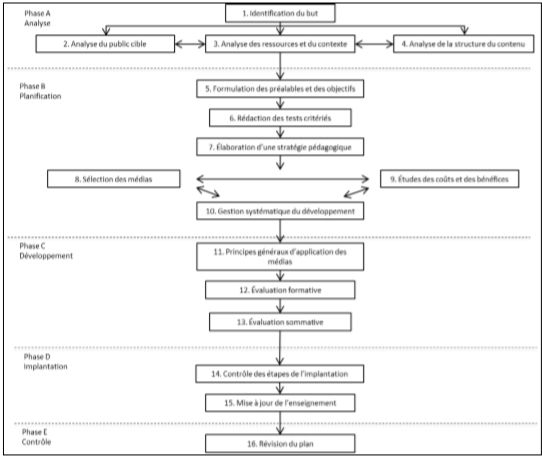 Phase A
Analyse
1. Identification du but
2. Analyse du public cible
3. Analyse des ressources et du contexte
4. Analyse de la structure du contenu
Phase B
Planification
5. Formulation des préalables et des objectifs
6. Rédaction des tests critériés
7. Élaboration d'une stratégie pédagogique
8. Sélection des médias
9. Études des coûts et des bénéfices
10. Gestion systématique du développement
Phase C
Développement
11. Principes généraux d'application des
médias
12. Évaluation formative
13. Évaluation sommative
Phase D
Implantation
14. Contrôle des étapes de l'implantation
15. Mise à jour de l'enseignement
Phase E
Contrôle
16. Révision du plan